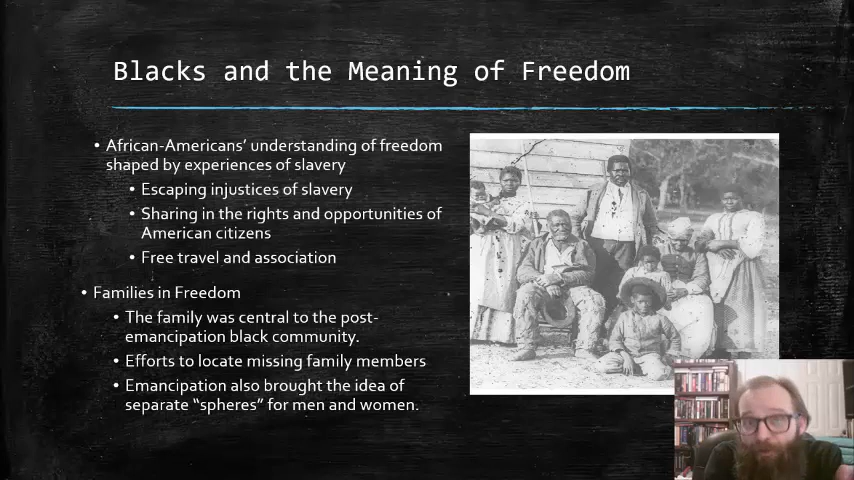 Blacks and the Meaning of Freedom
• African-Americans’ understanding of freedom
shaped by experiences of slavery
• Escaping injustices of slavery
• Sharing in the rights and opportunities of
American citizens
• Free travel and association
• Families in Freedom
• The family was central to the post-
emancipation black community.
• Efforts to locate missing family members
• Emancipation also brought the idea of
separate “spheres” for men and women.